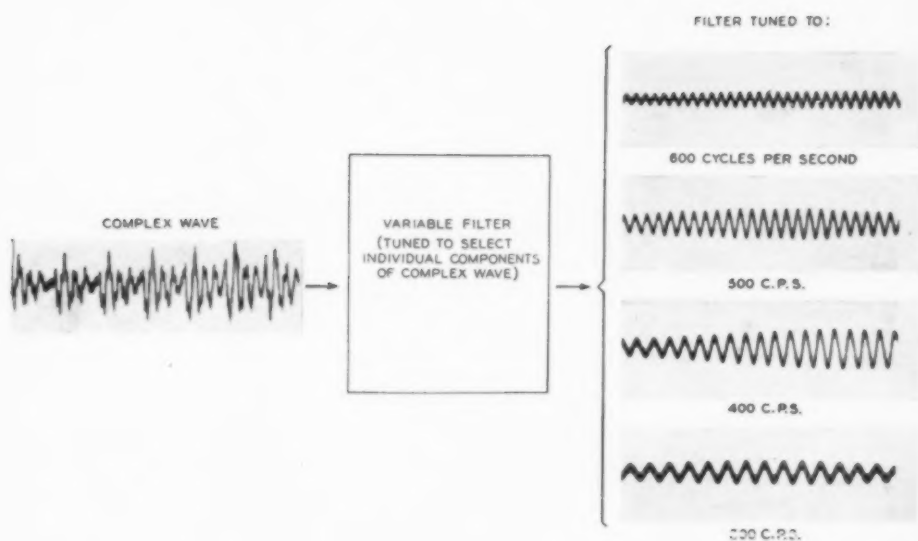 FILTER TUNED TO:
600 CYCLES PER SECOND
COMPLEX WAVE
VARIABLE FILTER
(TUNED TO SELECT
INDIVIDUAL COMPONENTS
OF COMPLEX WAVE)
500 C.P.S.
400 C.P.S.
C.P.S.